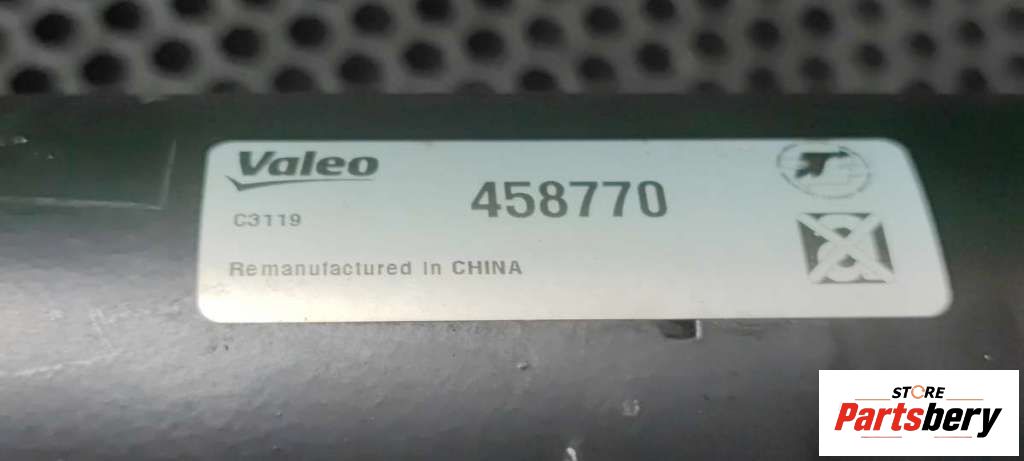 Valeo
458770
C3119
Remanufactured in CHINA
STORE
Partsbery